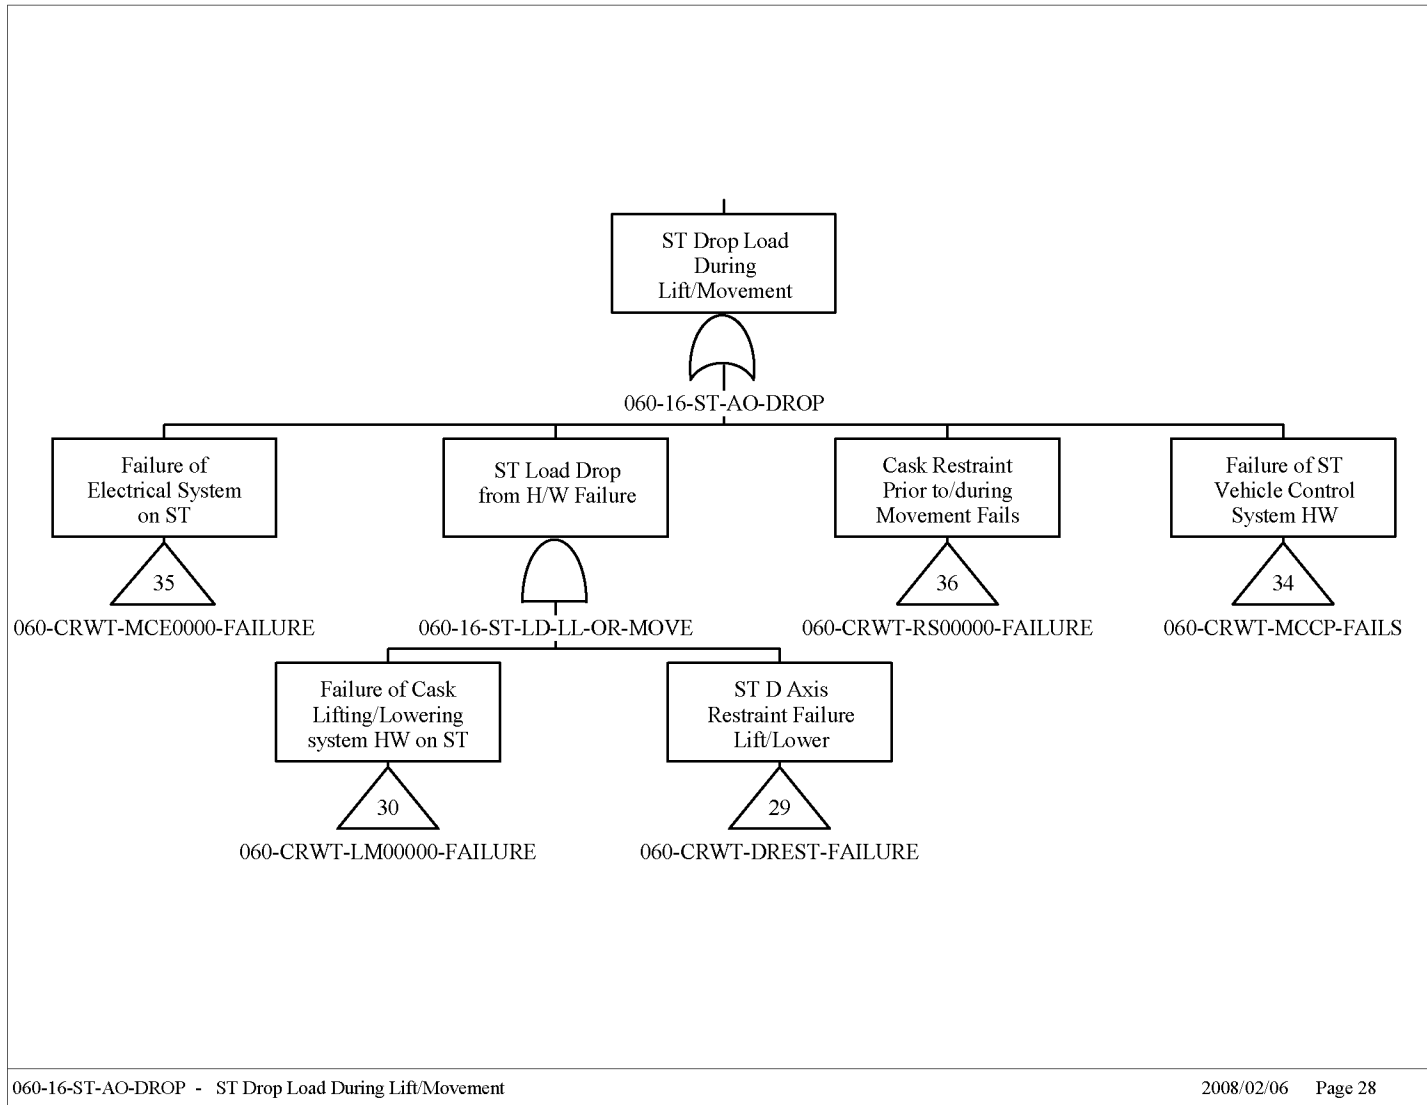 ST Drop Load
During
Lift/Movement
060-16-ST-AO-DROP
Failure of
Electrical System
on ST
35
060-CRWT-MCE0000-FAILURE
ST Load Drop
from H/W Failure
060-16-ST-LD-LL-OR-MOVE
Cask Restraint
Prior to/during
Movement Fails
36
060-CRWT-RS00000-FAILURE
Failure of ST
Vehicle Control
System HW
34
060-CRWT-MCCP-FAILS
Failure of Cask
Lifting/Lowering
system HW on ST
30
060-CRWT-LM00000-FAILURE
ST D Axis
Restraint Failure
Lift/Lower
29
060-CRWT-DREST-FAILURE
060-16-ST-AO-DROP - ST Drop Load During Lift/Movement
2008/02/06 Page 28